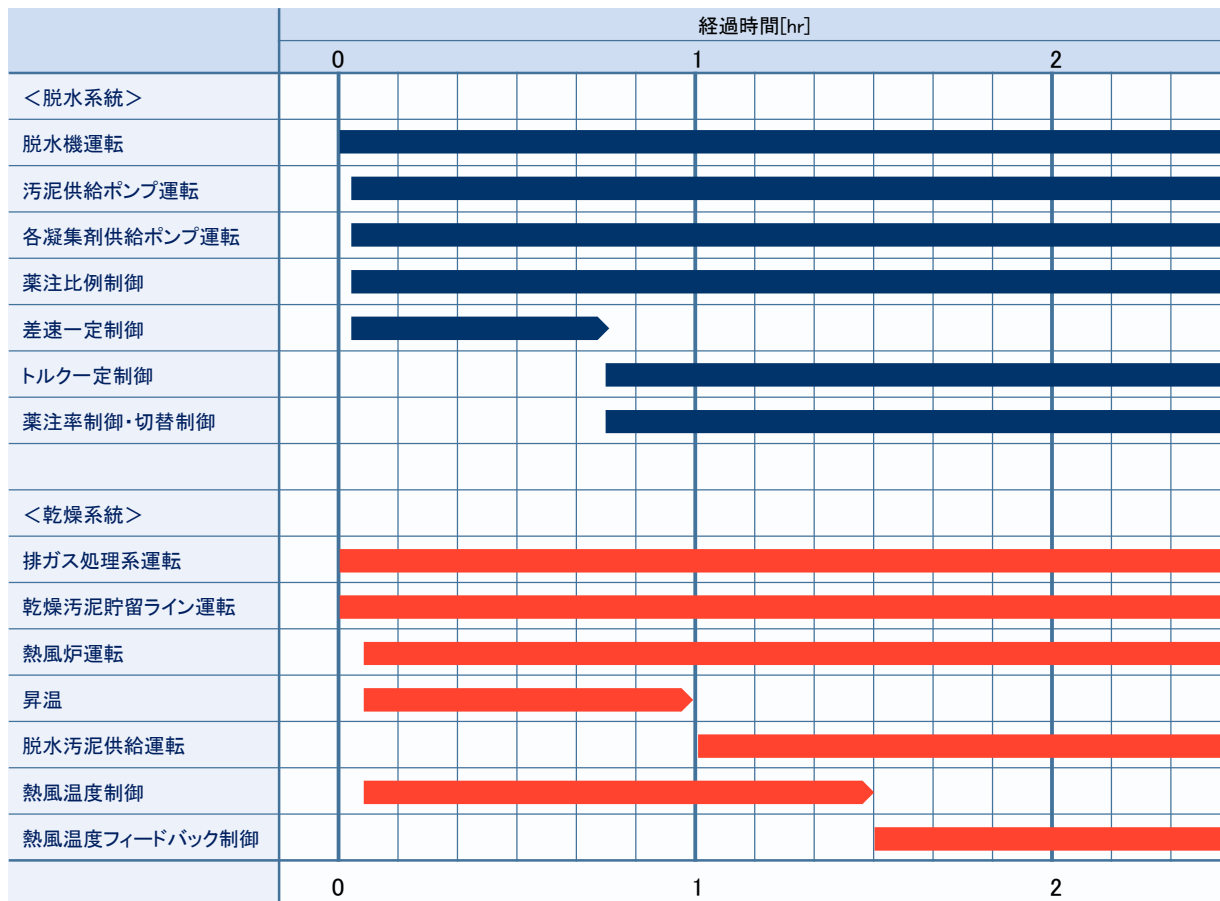 経過時間[hr]
0 1 2
＜脱水系統＞
脱水機運転
汚泥供給ポンプ運転
各凝集剤供給ポンプ運転
薬注比例制御
差速一定制御
トルク一定制御
薬注率制御・切替制御
＜乾燥系統＞
排ガス処理系運転
乾燥汚泥貯留ライン運転
熱風炉運転
昇温
脱水汚泥供給運転
熱風温度制御
熱風温度フィードバック制御
0 1 2